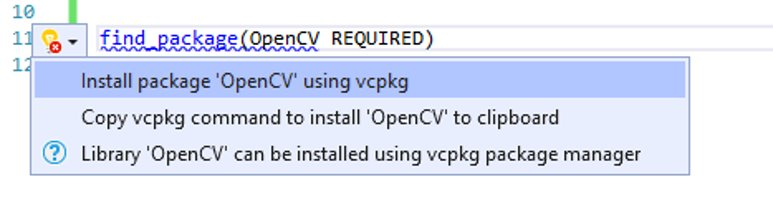 10
11 find_package(OpenCV REQUIRED)
12
Install package 'OpenCV' using vcpkg
Copy vcpkg command to install 'OpenCV' to clipboard
? Library 'OpenCV' can be installed using vcpkg package manager